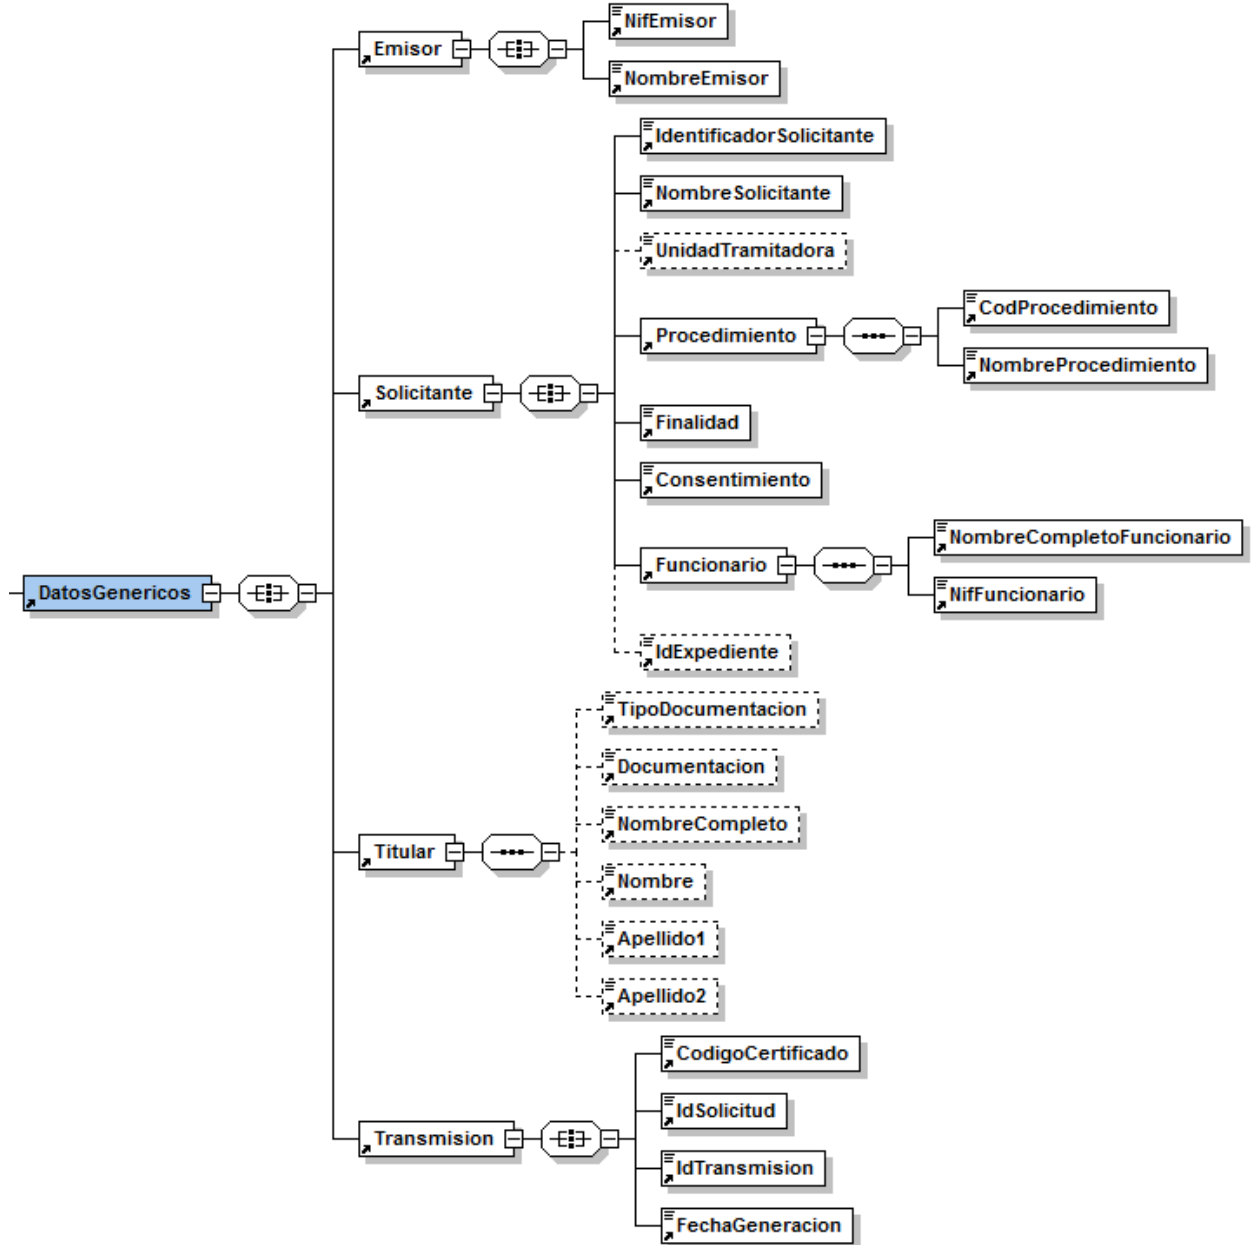 NifEmisor
Emisor
NombreEmisor
IdentificadorSolicitante
NombreSolicitante
UnidadTramitadora
CodProcedimiento
Procedimiento
NombreProcedimiento
Solicitante
Finalidad
Consentimiento
NombreCompletoFuncionario
Funcionario
NifFuncionario
DatosGenericos
IdExpediente
TipoDocumentacion
Documentacion
NombreCompleto
Titular
Nombre
Apellido1
Apellido2
CodigoCertificado
IdSolicitud
Transmision
IdTransmision
FechaGeneracion